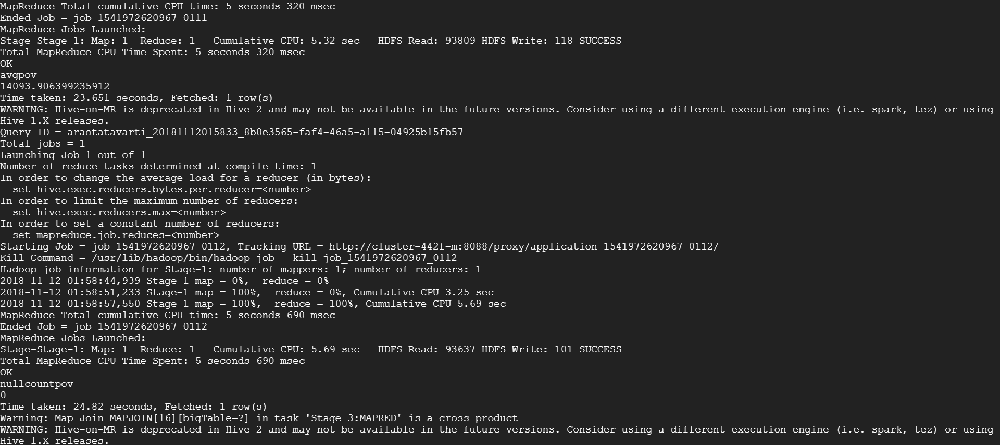 MapReduce Total cumulative CPU time: 5 seconds 320 msec
Ended Job = job_1541972620967_0111
MapReduce Jobs Launched:
Stage-Stage-1: Map: 1  Reduce: 1   Cumulative CPU: 5.32 sec   HDFS Read: 93809 HDFS Write: 118 SUCCESS
Total MapReduce CPU Time Spent: 5 seconds 320 msec
OK
avgpov
14093.906399235912
Time taken: 23.651 seconds, Fetched: 1 row(s)
WARNING: Hive-on-MR is deprecated in Hive 2 and may not be available in the future versions. Consider using a different execution engine (i.e. spark, tez) or using
Hive 1.X releases.
Query ID = araotatavarti_20181112015833_8b0e3565-faf4-46a5-a115-04925b15fb57
Total jobs = 1
Launching Job 1 out of 1
Number of reduce tasks determined at compile time: 1
In order to change the average load for a reducer (in bytes):
  set hive.exec.reducers.bytes.per.reducer=<number>
In order to limit the maximum number of reducers:
  set hive.exec.reducers.max=<number>
In order to set a constant number of reducers:
  set mapreduce.job.reduces=<number>
Starting Job = job_1541972620967_0112, Tracking URL = http://cluster-442f-m:8088/proxy/application_1541972620967_0112/
Kill Command = /usr/lib/hadoop/bin/hadoop job  -kill job_1541972620967_0112
Hadoop job information for Stage-1: number of mappers: 1; number of reducers: 1
2018-11-12 01:58:44,939 Stage-1 map = 0%,  reduce = 0%
2018-11-12 01:58:51,233 Stage-1 map = 100%,  reduce = 0%, Cumulative CPU 3.25 sec
2018-11-12 01:58:57,550 Stage-1 map = 100%,  reduce = 100%, Cumulative CPU 5.69 sec
MapReduce Total cumulative CPU time: 5 seconds 690 msec
Ended Job = job_1541972620967_0112
MapReduce Jobs Launched:
Stage-Stage-1: Map: 1  Reduce: 1   Cumulative CPU: 5.69 sec   HDFS Read: 93637 HDFS Write: 101 SUCCESS
Total MapReduce CPU Time Spent: 5 seconds 690 msec
OK
nullcountpov
0
Time taken: 24.82 seconds, Fetched: 1 row(s)
Warning: Map Join MAPJOIN[16][bigTable=?] in task 'Stage-3:MAPRED' is a cross product
WARNING: Hive-on-MR is deprecated in Hive 2 and may not be available in the future versions. Consider using a different execution engine (i.e. spark, tez) or using
Hive 1.X releases.